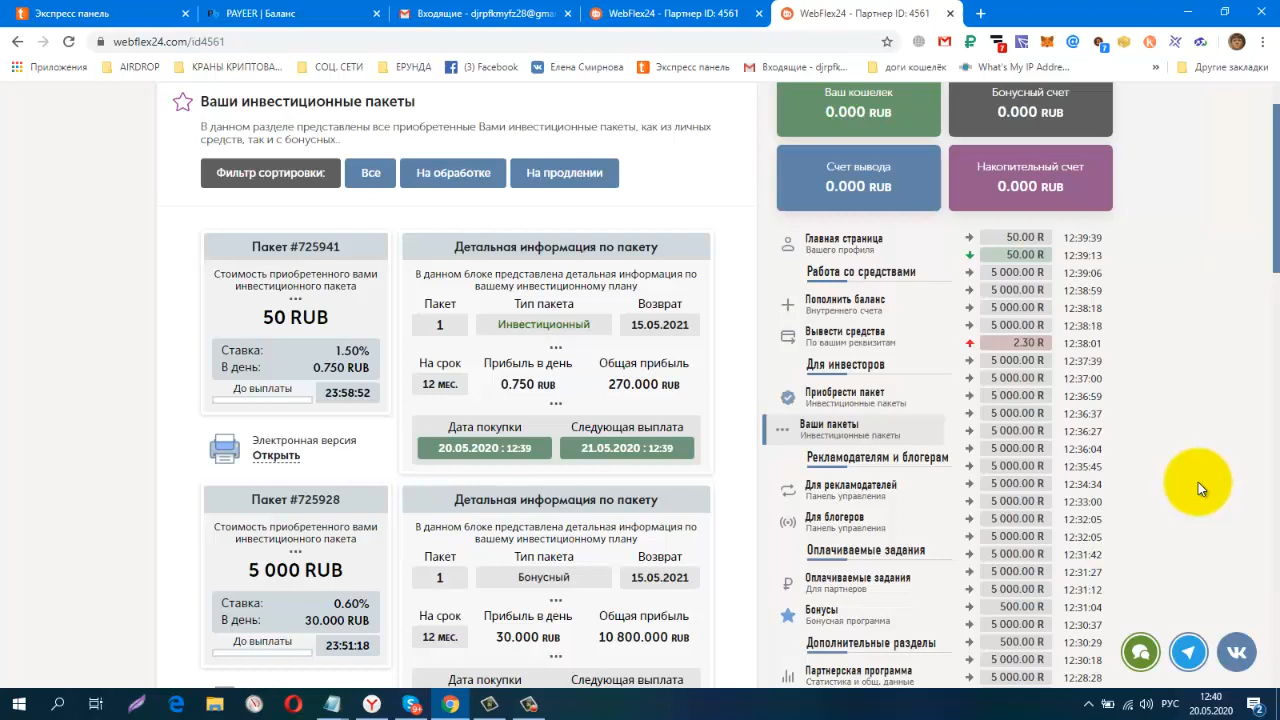 Экспресс панель
PAYEER | Баланс
Входящие - djrpfkmyfz28@gma
WebFlex24 - Партнер ID: 4561
WebFlex24 - Партнер ID: 4561
webflex24.com/id4561
7
7
Приложения
AIRDROP
КРАНЫ КРИПТОВА...
СОЦ. СЕТИ
ЕРУНДА
(3) Facebook
Елена Смирнова
Экспресс панель
Входящие - djrpfk...
доги кошелёк
What's My IP Addre...
»
Другие закладки
Ваши инвестиционные пакеты
В данном разделе представлены все приобретенные Вами инвестиционные пакеты, как из личных
средств, так и с бонусных..
Фильтр сортировки:
Все
На обработке
На продлении
Пакет #725941
Стоимость приобретенного вами
инвестиционного пакета
...
50 RUB
Ставка: 1.50%
В день: 0.750 RUB
До выплаты
23:58:52
Электронная версия
Открыть
Детальная информация по пакету
В данном блоке представлена детальная информация по
вашему инвестиционному плану
Пакет Тип пакета Возврат
1 Инвестиционный 15.05.2021
...
На срок Прибыль в день Общая прибыль
12 МЕС. 0.750 RUB 270.000 RUB
...
Дата покупки Следующая выплата
20.05.2020 : 12:39 21.05.2020 : 12:39
Пакет #725928
Стоимость приобретенного вами
инвестиционного пакета
...
5 000 RUB
Ставка: 0.60%
В день: 30.000 RUB
До выплаты
23:51:18
Детальная информация по пакету
В данном блоке представлена детальная информация по
вашему инвестиционному плану
Пакет Тип пакета Возврат
1 Бонусный 15.05.2021
...
На срок Прибыль в день Общая прибыль
12 МЕС. 30.000 RUB 10 800.000 RUB
...
Дата покупки Следующая выплата
Ваш кошелек
0.000 RUB
Бонусный счет
0.000 RUB
Счет вывода
0.000 RUB
Накопительный счет
0.000 RUB
Главная страница
Вашего профиля
Работа со средствами
Пополнить баланс
Внутреннего счета
Вывести средства
По вашим реквизитам
Для инвесторов
Приобрести пакет
Инвестиционные пакеты
Ваши пакеты
Инвестиционные пакеты
Рекламодателям и блогерам
Для рекламодателей
Панель управления
Для блогеров
Панель управления
Оплачиваемые задания
Оплачиваемые задания
Для партнеров
Бонусы
Бонусная программа
Дополнительные разделы
Партнерская программа
Статистика и общ. данные
50.00 R 12:39:39
50.00 R 12:39:13
5 000.00 R 12:39:06
5 000.00 R 12:38:59
5 000.00 R 12:38:18
5 000.00 R 12:38:18
2.30 R 12:38:01
5 000.00 R 12:37:39
5 000.00 R 12:37:00
5 000.00 R 12:36:59
5 000.00 R 12:36:37
5 000.00 R 12:36:27
5 000.00 R 12:36:04
5 000.00 R 12:35:45
5 000.00 R 12:34:34
5 000.00 R 12:33:00
5 000.00 R 12:32:05
5 000.00 R 12:32:05
5 000.00 R 12:31:42
5 000.00 R 12:31:27
5 000.00 R 12:31:12
500.00 R 12:31:04
5 000.00 R 12:30:37
500.00 R 12:30:29
5 000.00 R 12:30:18
5 000.00 R 12:28:28
РУС
12:40
20.05.2020
2